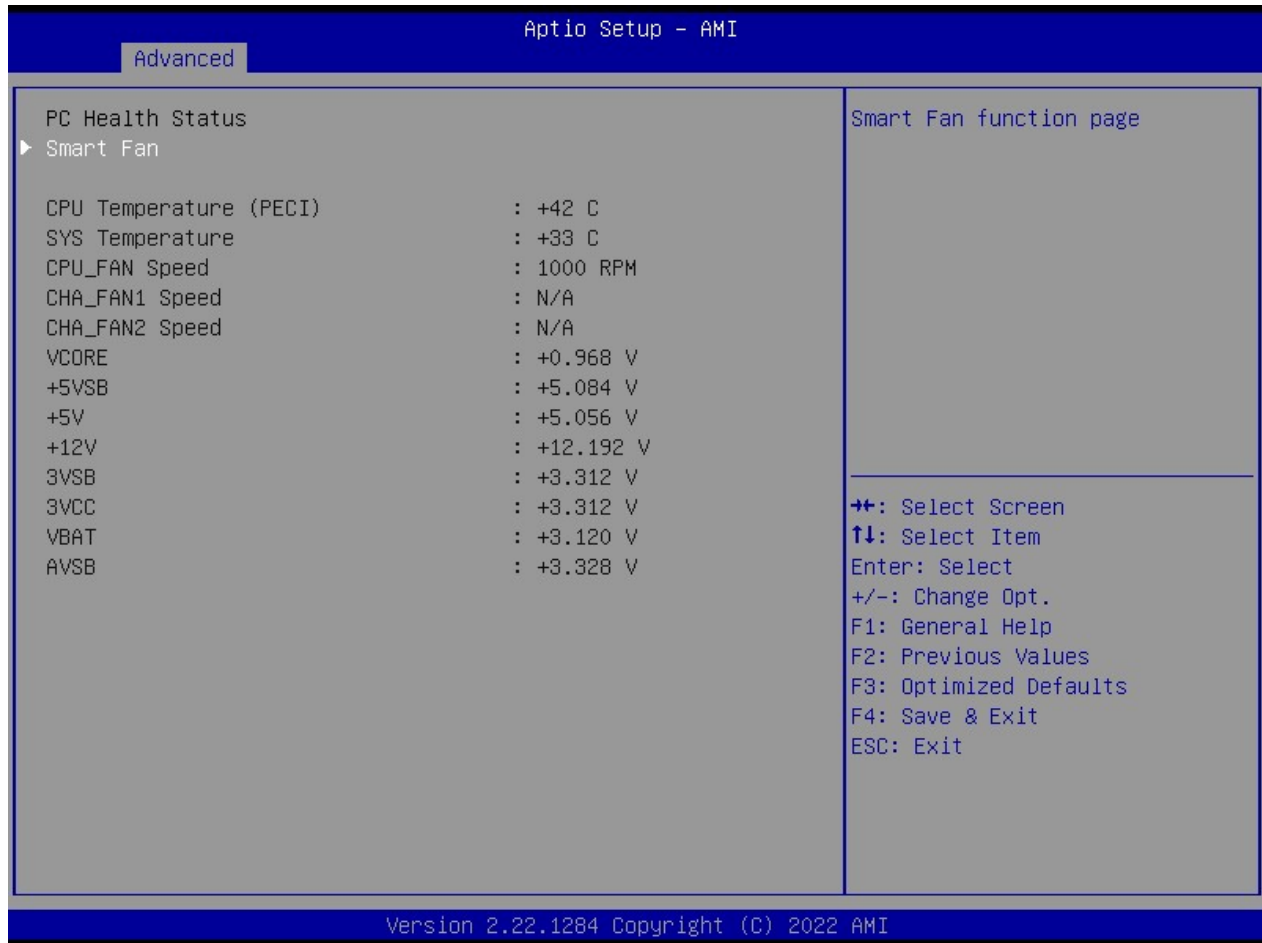 Aptio Setup - AMI
Advanced
PC Health Status
Smart Fan
CPU Temperature (PECI) : +42 C
SYS Temperature : +33 C
CPU_FAN Speed : 1000 RPM
CHA_FAN1 Speed : N/A
CHA_FAN2 Speed : N/A
VCORE : +0.968 V
+5VSB : +5.084 V
+5V : +5.056 V
+12V : +12.192 V
3VSB : +3.312 V
3VCC : +3.312 V
VBAT : +3.120 V
AVSB : +3.328 V
Smart Fan function page
→←: Select Screen
↑↓: Select Item
Enter: Select
+/-: Change Opt.
F1: General Help
F2: Previous Values
F3: Optimized Defaults
F4: Save & Exit
ESC: Exit
Version 2.22.1284 Copyright (C) 2022 AMI